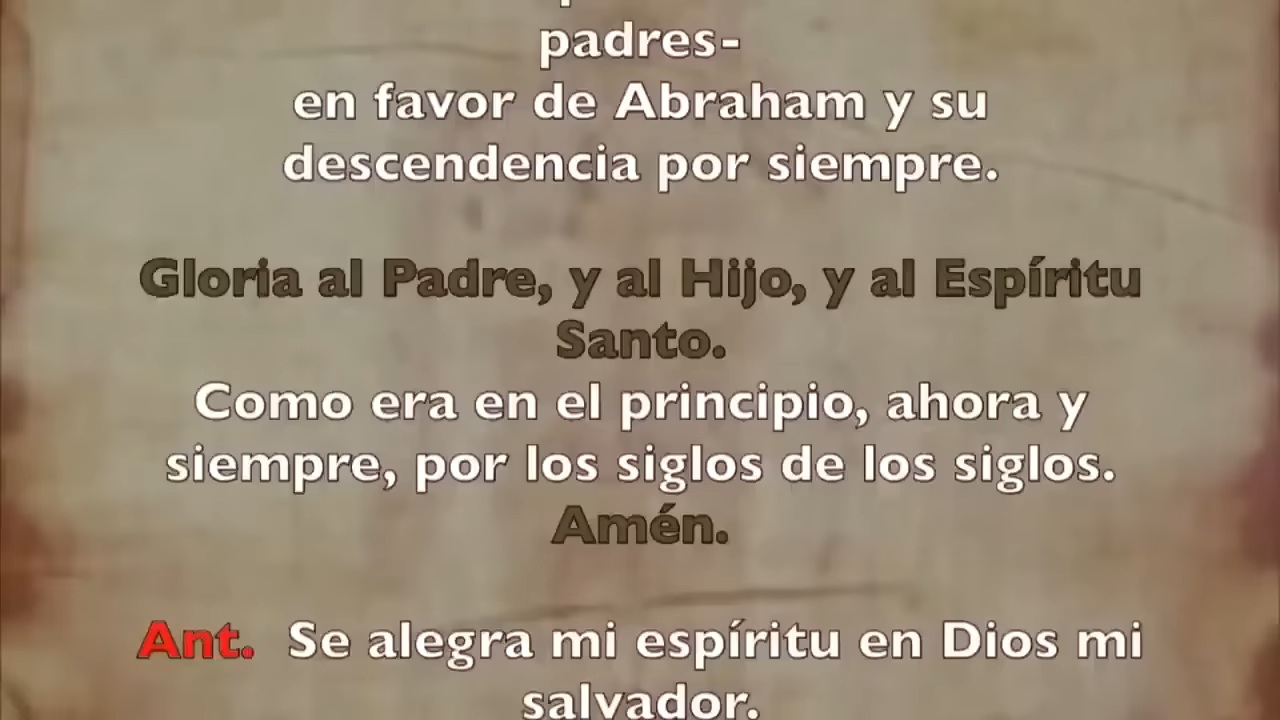 padres-
en favor de Abraham y su
descendencia por siempre.
Gloria al Padre, y al Hijo, y al Espíritu
Santo.
Como era en el principio, ahora y
siempre, por los siglos de los siglos.
Amén.
Ant. Se alegra mi espíritu en Dios mi
salvador.